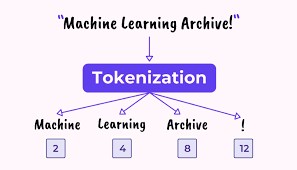 "Machine Learning Archive!"
Tokenization
Machine Learning Archive !
2 4 8 12